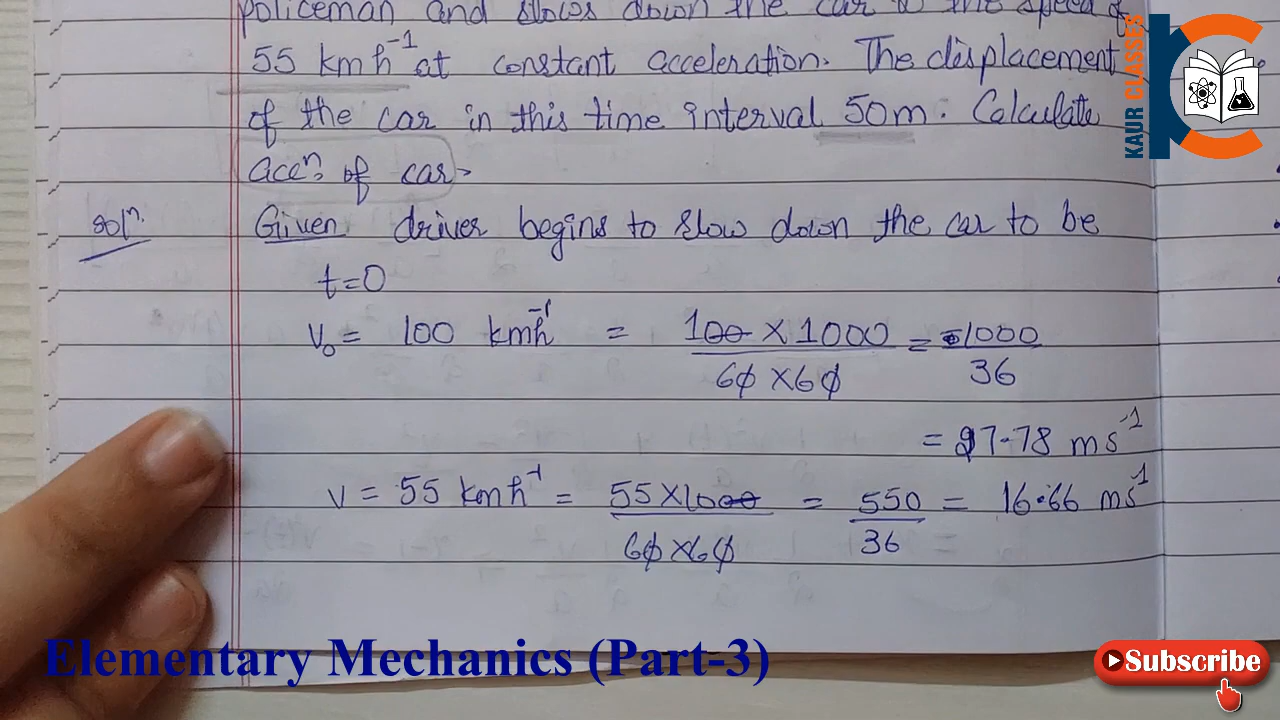 policeman and slows down the car to the speed of
55 kmh⁻¹ at constant acceleration. The displacement
of the car in this time interval 50m. Calculate
accⁿ. of car.
solⁿ. Given driver begins to slow down the car to be
t=0
V₀ = 100 kmh⁻¹ = 100 × 1000 / 60 × 60 = 1000 / 36
= 27.78 ms⁻¹
V = 55 kmh⁻¹ = 55 × 1000 / 60 × 60 = 550 / 36 = 16.66 ms⁻¹
KAUR CLASSES
Elementary Mechanics (Part-3)
Subscribe